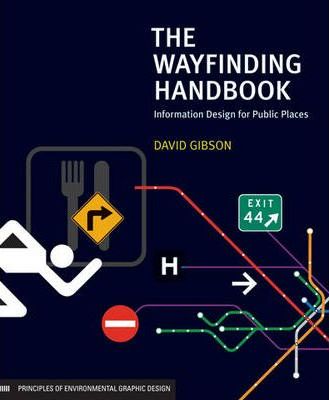 THE
WAYFINDING
HANDBOOK
Information Design for Public Places
DAVID GIBSON
EXIT
44
H
PRINCIPLES OF ENVIRONMENTAL GRAPHIC DESIGN